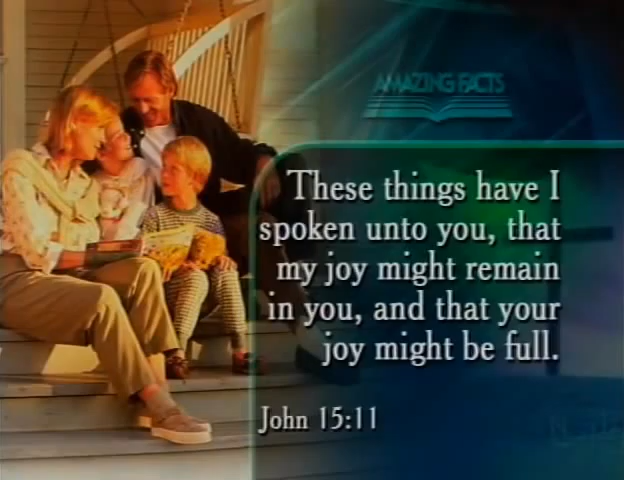 AMAZING FACTS
These things have I
spoken unto you, that
my joy might remain
in you, and that your
joy might be full.
John 15:11